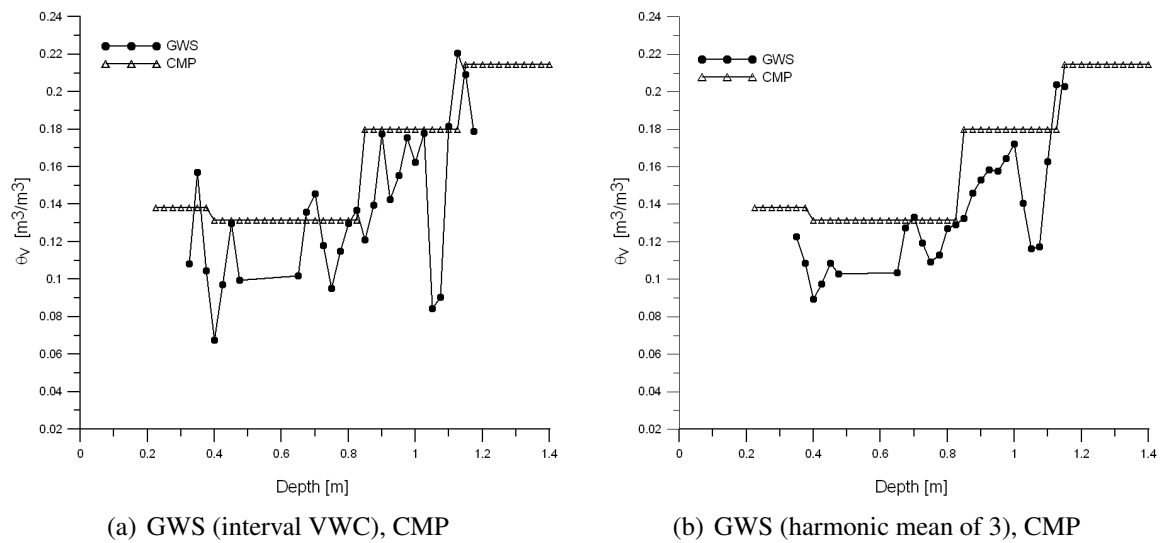 0.24
0.22
0.2
0.18
0.16
0.14
0.12
0.1
0.08
0.06
0.04
0.02
θV [m3/m3]
GWS
CMP
0 0.2 0.4 0.6 0.8 1 1.2 1.4
Depth [m]
(a) GWS (interval VWC), CMP
0.24
0.22
0.2
0.18
0.16
0.14
0.12
0.1
0.08
0.06
0.04
0.02
θV [m3/m3]
GWS
CMP
0 0.2 0.4 0.6 0.8 1 1.2 1.4
Depth [m]
(b) GWS (harmonic mean of 3), CMP